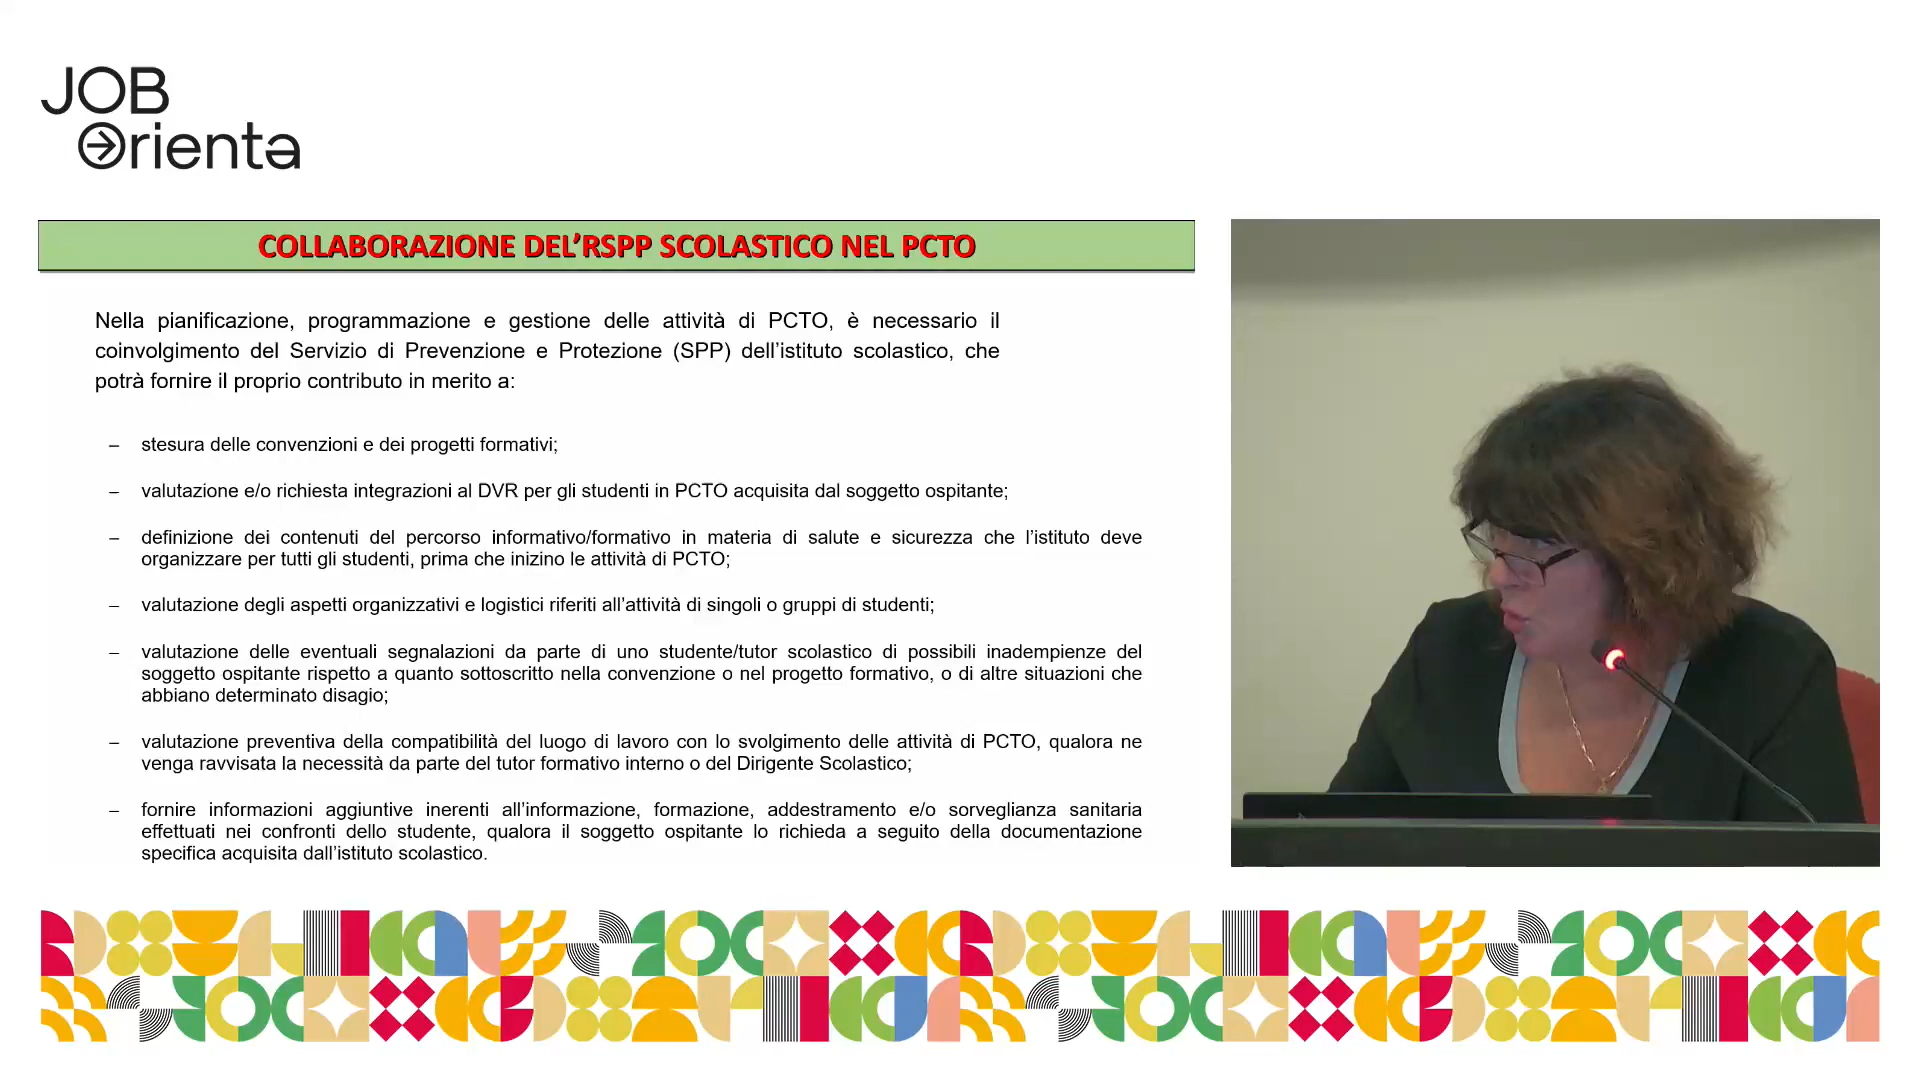 JOB
Orienta
COLLABORAZIONE DEL’RSPP SCOLASTICO NEL PCTO
Nella pianificazione, programmazione e gestione delle attività di PCTO, è necessario il
coinvolgimento del Servizio di Prevenzione e Protezione (SPP) dell’istituto scolastico, che
potrà fornire il proprio contributo in merito a:
– stesura delle convenzioni e dei progetti formativi;
– valutazione e/o richiesta integrazioni al DVR per gli studenti in PCTO acquisita dal soggetto ospitante;
– definizione dei contenuti del percorso informativo/formativo in materia di salute e sicurezza che l’istituto deve
organizzare per tutti gli studenti, prima che inizino le attività di PCTO;
– valutazione degli aspetti organizzativi e logistici riferiti all’attività di singoli o gruppi di studenti;
– valutazione delle eventuali segnalazioni da parte di uno studente/tutor scolastico di possibili inadempienze del
soggetto ospitante rispetto a quanto sottoscritto nella convenzione o nel progetto formativo, o di altre situazioni che
abbiano determinato disagio;
– valutazione preventiva della compatibilità del luogo di lavoro con lo svolgimento delle attività di PCTO, qualora ne
venga ravvisata la necessità da parte del tutor formativo interno o del Dirigente Scolastico;
– fornire informazioni aggiuntive inerenti all’informazione, formazione, addestramento e/o sorveglianza sanitaria
effettuati nei confronti dello studente, qualora il soggetto ospitante lo richieda a seguito della documentazione
specifica acquisita dall’istituto scolastico.